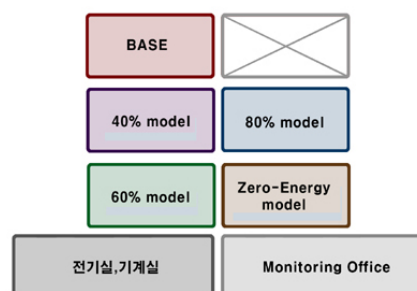 BASE
40% model
80% model
60% model
Zero-Energy
model
전기실,기계실
Monitoring Office